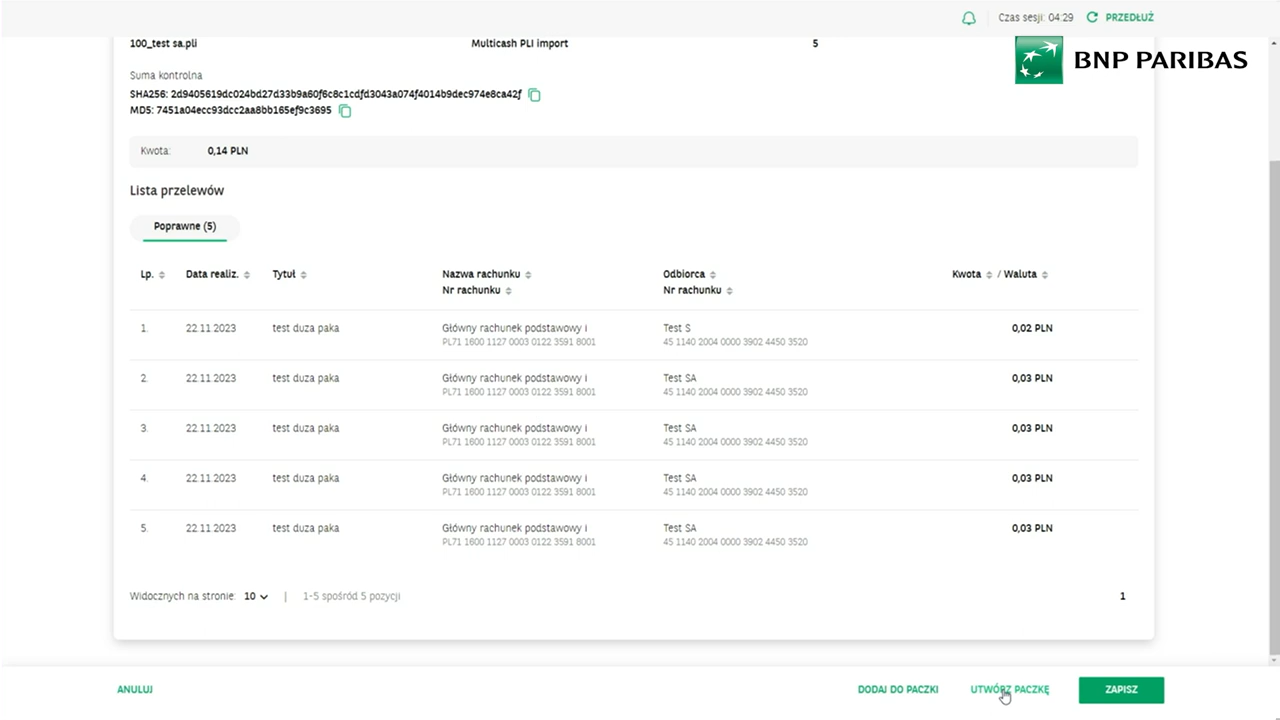 Czas sesji: 04:29 PRZEDŁUŻ
BNP PARIBAS
100_test sa.pli Multicash PLI import 5
Suma kontrolna
SHA256: 2d9405619dc024bd27d33b9a60f6c8c1cdfd3043a074f4014b9dec974e8ca42f
MD5: 7451a04ecc93dcc2aa8bb165ef9c3695
Kwota: 0,14 PLN
Lista przelewów
Poprawne (5)
Lp. Data realiz. Tytuł Nazwa rachunku Odbiorca Kwota / Waluta
Nr rachunku Nr rachunku
1. 22.11.2023 test duza paka Główny rachunek podstawowy i Test S 0,02 PLN
PL71 1600 1127 0003 0122 3591 8001 45 1140 2004 0000 3902 4450 3520
2. 22.11.2023 test duza paka Główny rachunek podstawowy i Test SA 0,03 PLN
PL71 1600 1127 0003 0122 3591 8001 45 1140 2004 0000 3902 4450 3520
3. 22.11.2023 test duza paka Główny rachunek podstawowy i Test SA 0,03 PLN
PL71 1600 1127 0003 0122 3591 8001 45 1140 2004 0000 3902 4450 3520
4. 22.11.2023 test duza paka Główny rachunek podstawowy i Test SA 0,03 PLN
PL71 1600 1127 0003 0122 3591 8001 45 1140 2004 0000 3902 4450 3520
5. 22.11.2023 test duza paka Główny rachunek podstawowy i Test SA 0,03 PLN
PL71 1600 1127 0003 0122 3591 8001 45 1140 2004 0000 3902 4450 3520
Widocznych na stronie: 10 | 1-5 spośród 5 pozycji 1
ANULUJ DODAJ DO PACZKI UTWÓRZ PACZKĘ ZAPISZ